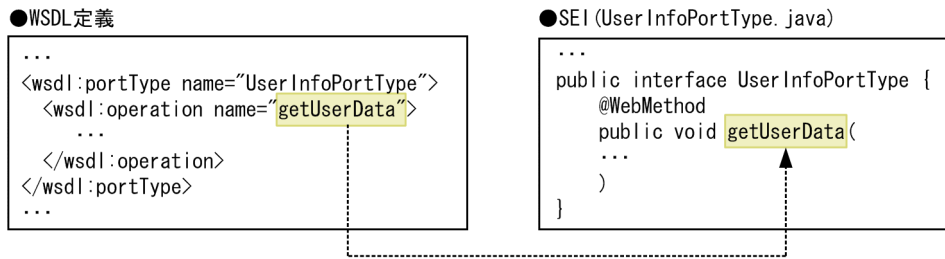 ●WSDL定義
...
<wsdl:portType name="UserInfoPortType">
<wsdl:operation name="getUserData">
...
</wsdl:operation>
</wsdl:portType>
...
●SEI(UserInfoPortType.java)
...
public interface UserInfoPortType {
@WebMethod
public void getUserData(
...
)
}